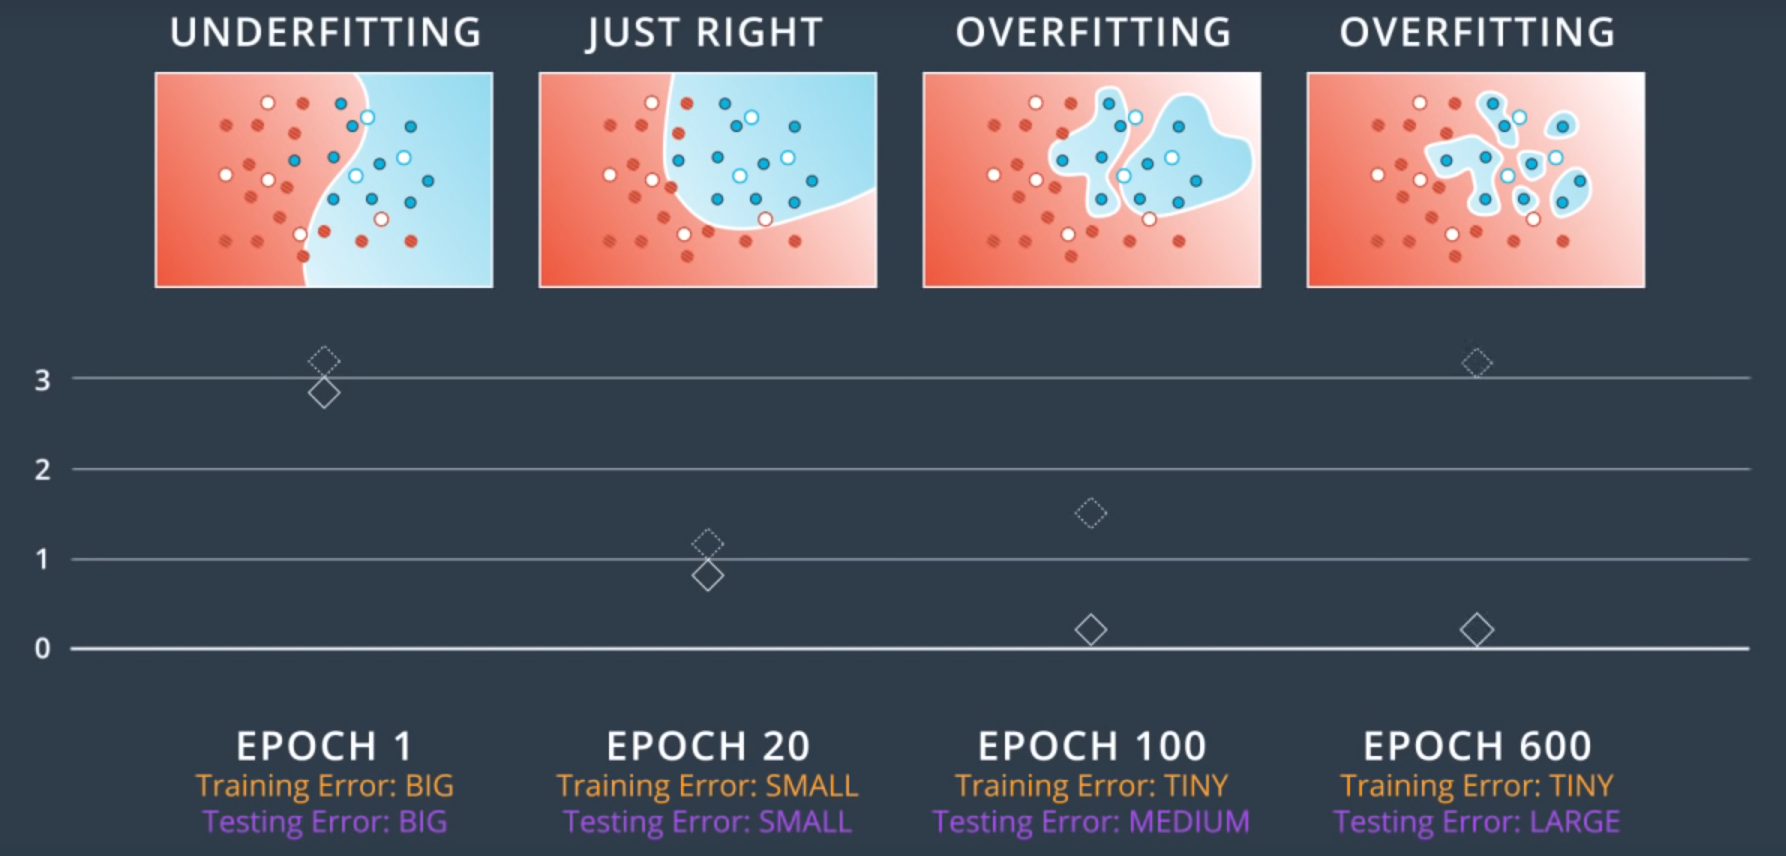 UNDERFITTING
JUST RIGHT
OVERFITTING
OVERFITTING
3
2
1
0
EPOCH 1
Training Error: BIG
Testing Error: BIG
EPOCH 20
Training Error: SMALL
Testing Error: SMALL
EPOCH 100
Training Error: TINY
Testing Error: MEDIUM
EPOCH 600
Training Error: TINY
Testing Error: LARGE